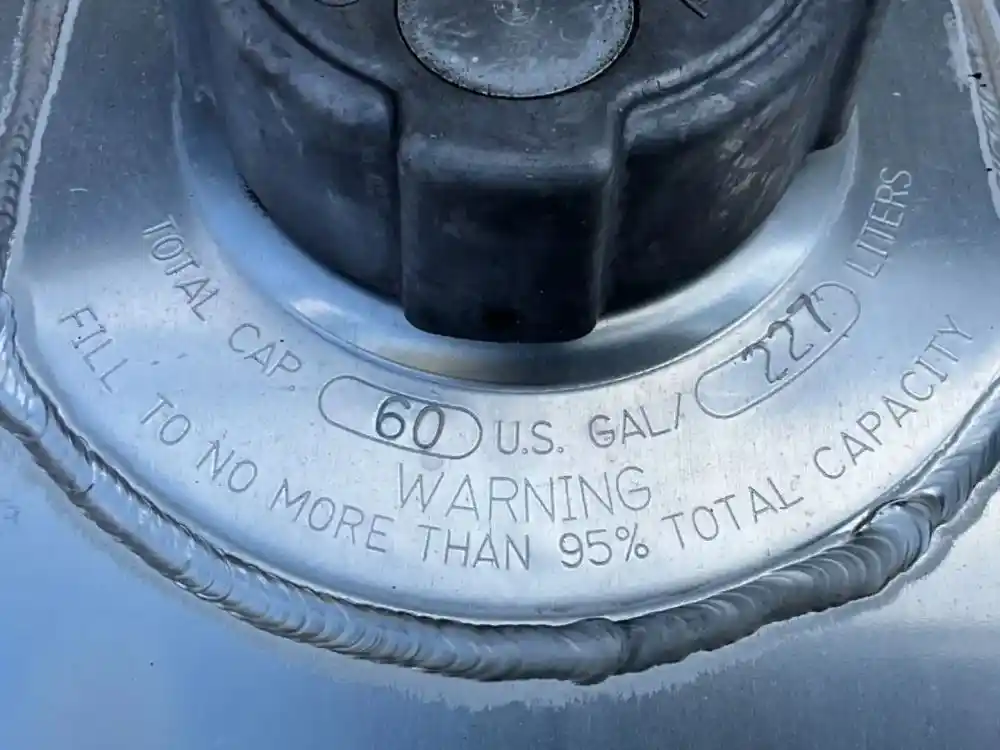 TOTAL CAP. 60 U.S. GAL/ 227 LITERS
WARNING
FILL TO NO MORE THAN 95% TOTAL CAPACITY